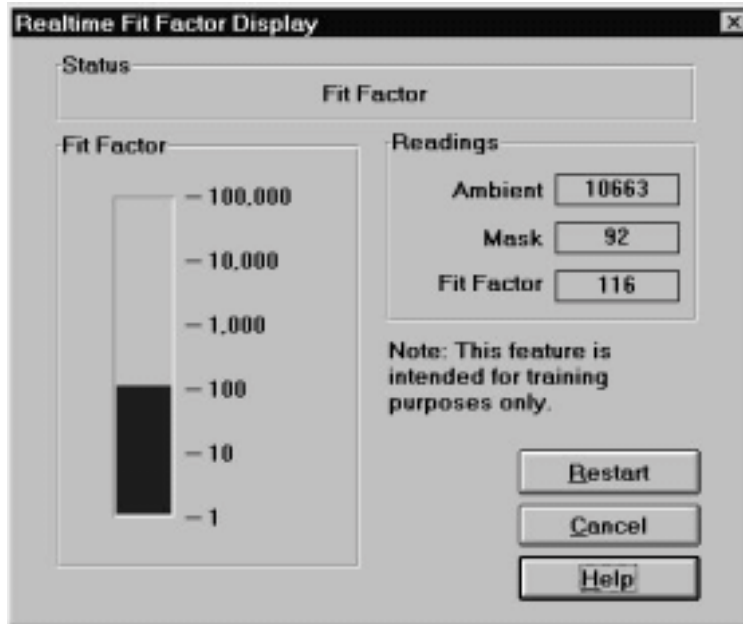 Realtime Fit Factor Display
Status
Fit Factor
Fit Factor
– 100,000
– 10,000
– 1,000
– 100
– 10
– 1
Readings
Ambient 10663
Mask 92
Fit Factor 116
Note: This feature is
intended for training
purposes only.
Restart
Cancel
Help